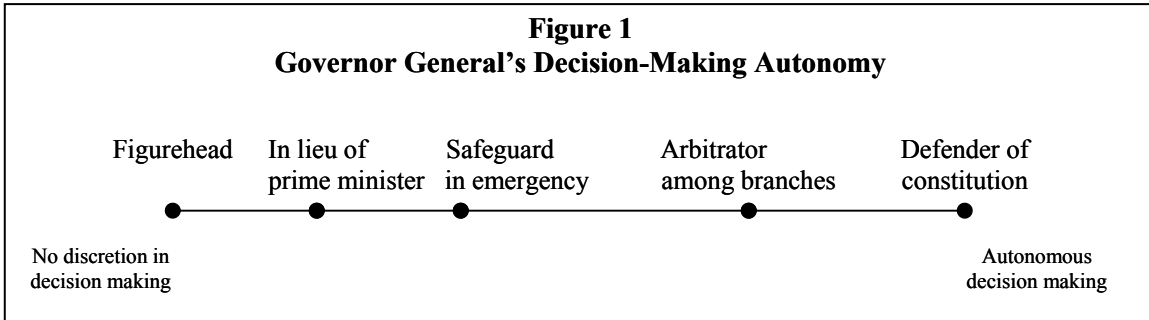 Figure 1
Governor General’s Decision-Making Autonomy
Figurehead
In lieu of
prime minister
Safeguard
in emergency
Arbitrator
among branches
Defender of
constitution
No discretion in
decision making
Autonomous
decision making